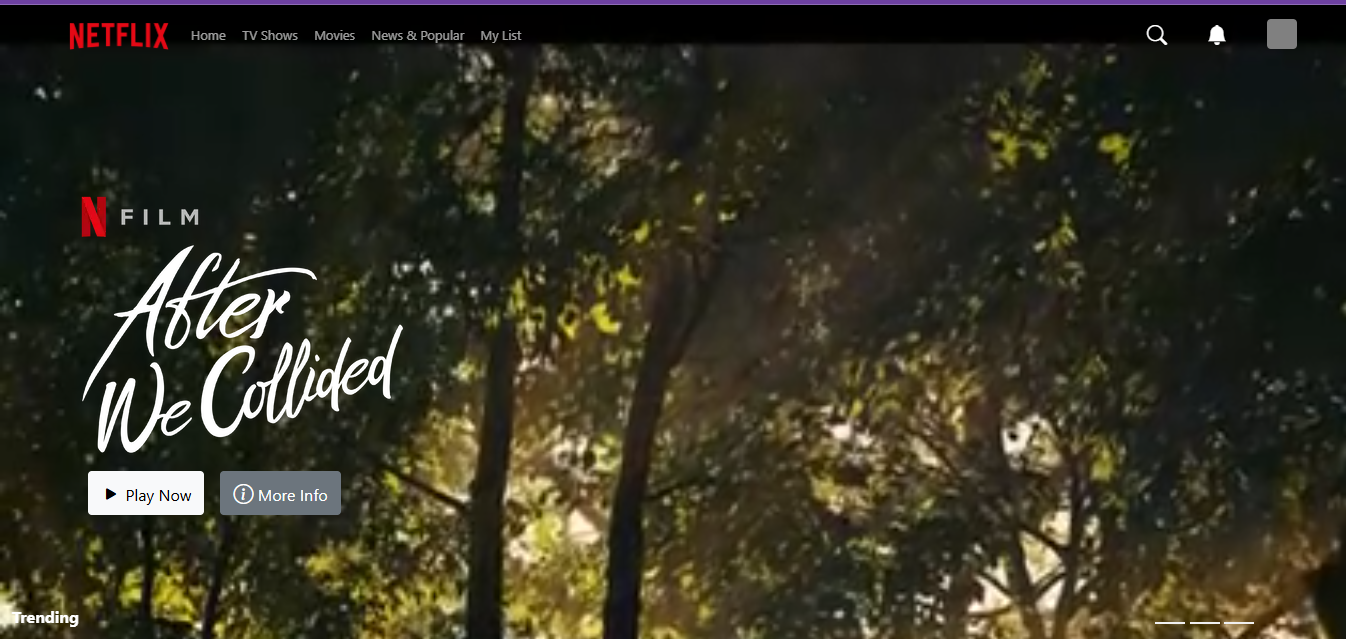 NETFLIX Home TV Shows Movies News & Popular My List
N FILM
After
We Collided
Play Now More Info
Trending